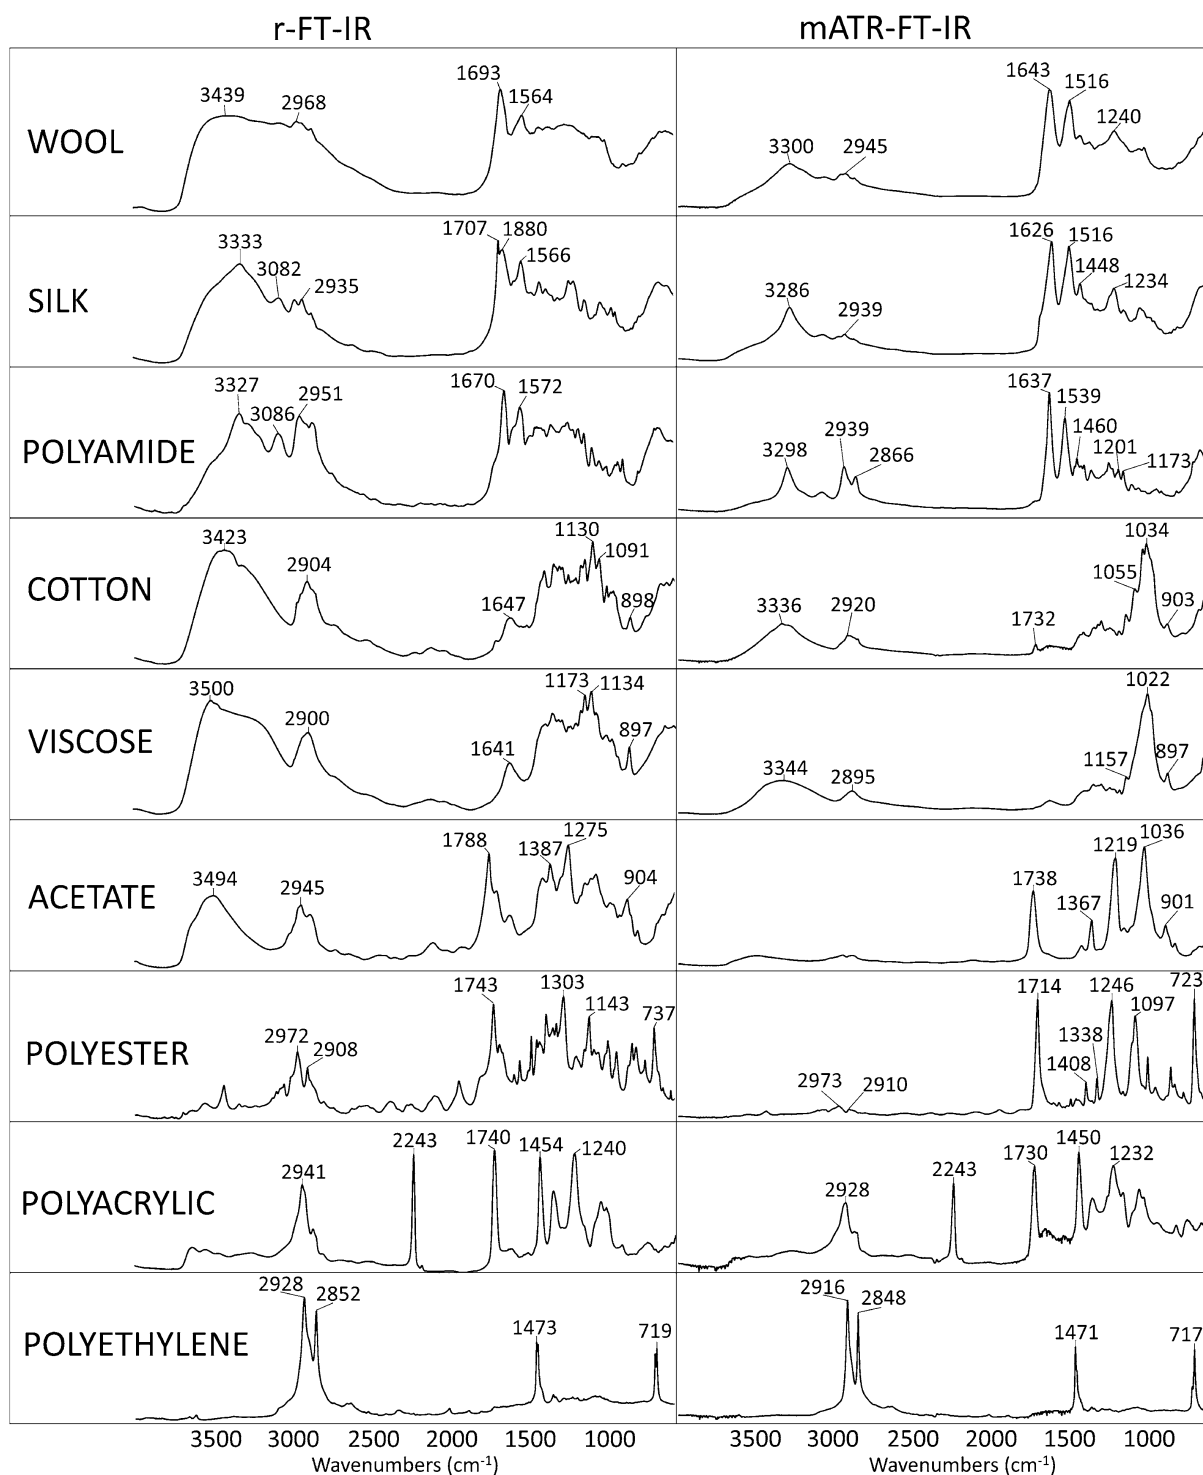 r-FT-IR mATR-FT-IR
WOOL
3439 2968 1693 1564
3300 2945 1643 1516 1240
SILK
3333 3082 2935 1707 1880 1566
3286 2939 1626 1516 1448 1234
POLYAMIDE
3327 3086 2951 1670 1572
3298 2939 2866 1637 1539 1460 1201 1173
COTTON
3423 2904 1647 1130 1091 898
3336 2920 1732 1055 1034 903
VISCOSE
3500 2900 1641 1173 1134 897
3344 2895 1157 1022 897
ACETATE
3494 2945 1788 1387 1275 904
1738 1367 1219 1036 901
POLYESTER
2972 2908 1743 1303 1143 737
2973 2910 1714 1408 1338 1246 1097 723
POLYACRYLIC
2941 2243 1740 1454 1240
2928 2243 1730 1450 1232
POLYETHYLENE
2928 2852 1473 719
2916 2848 1471 717
3500 3000 2500 2000 1500 1000 3500 3000 2500 2000 1500 1000
Wavenumbers (cm⁻¹) Wavenumbers (cm⁻¹)